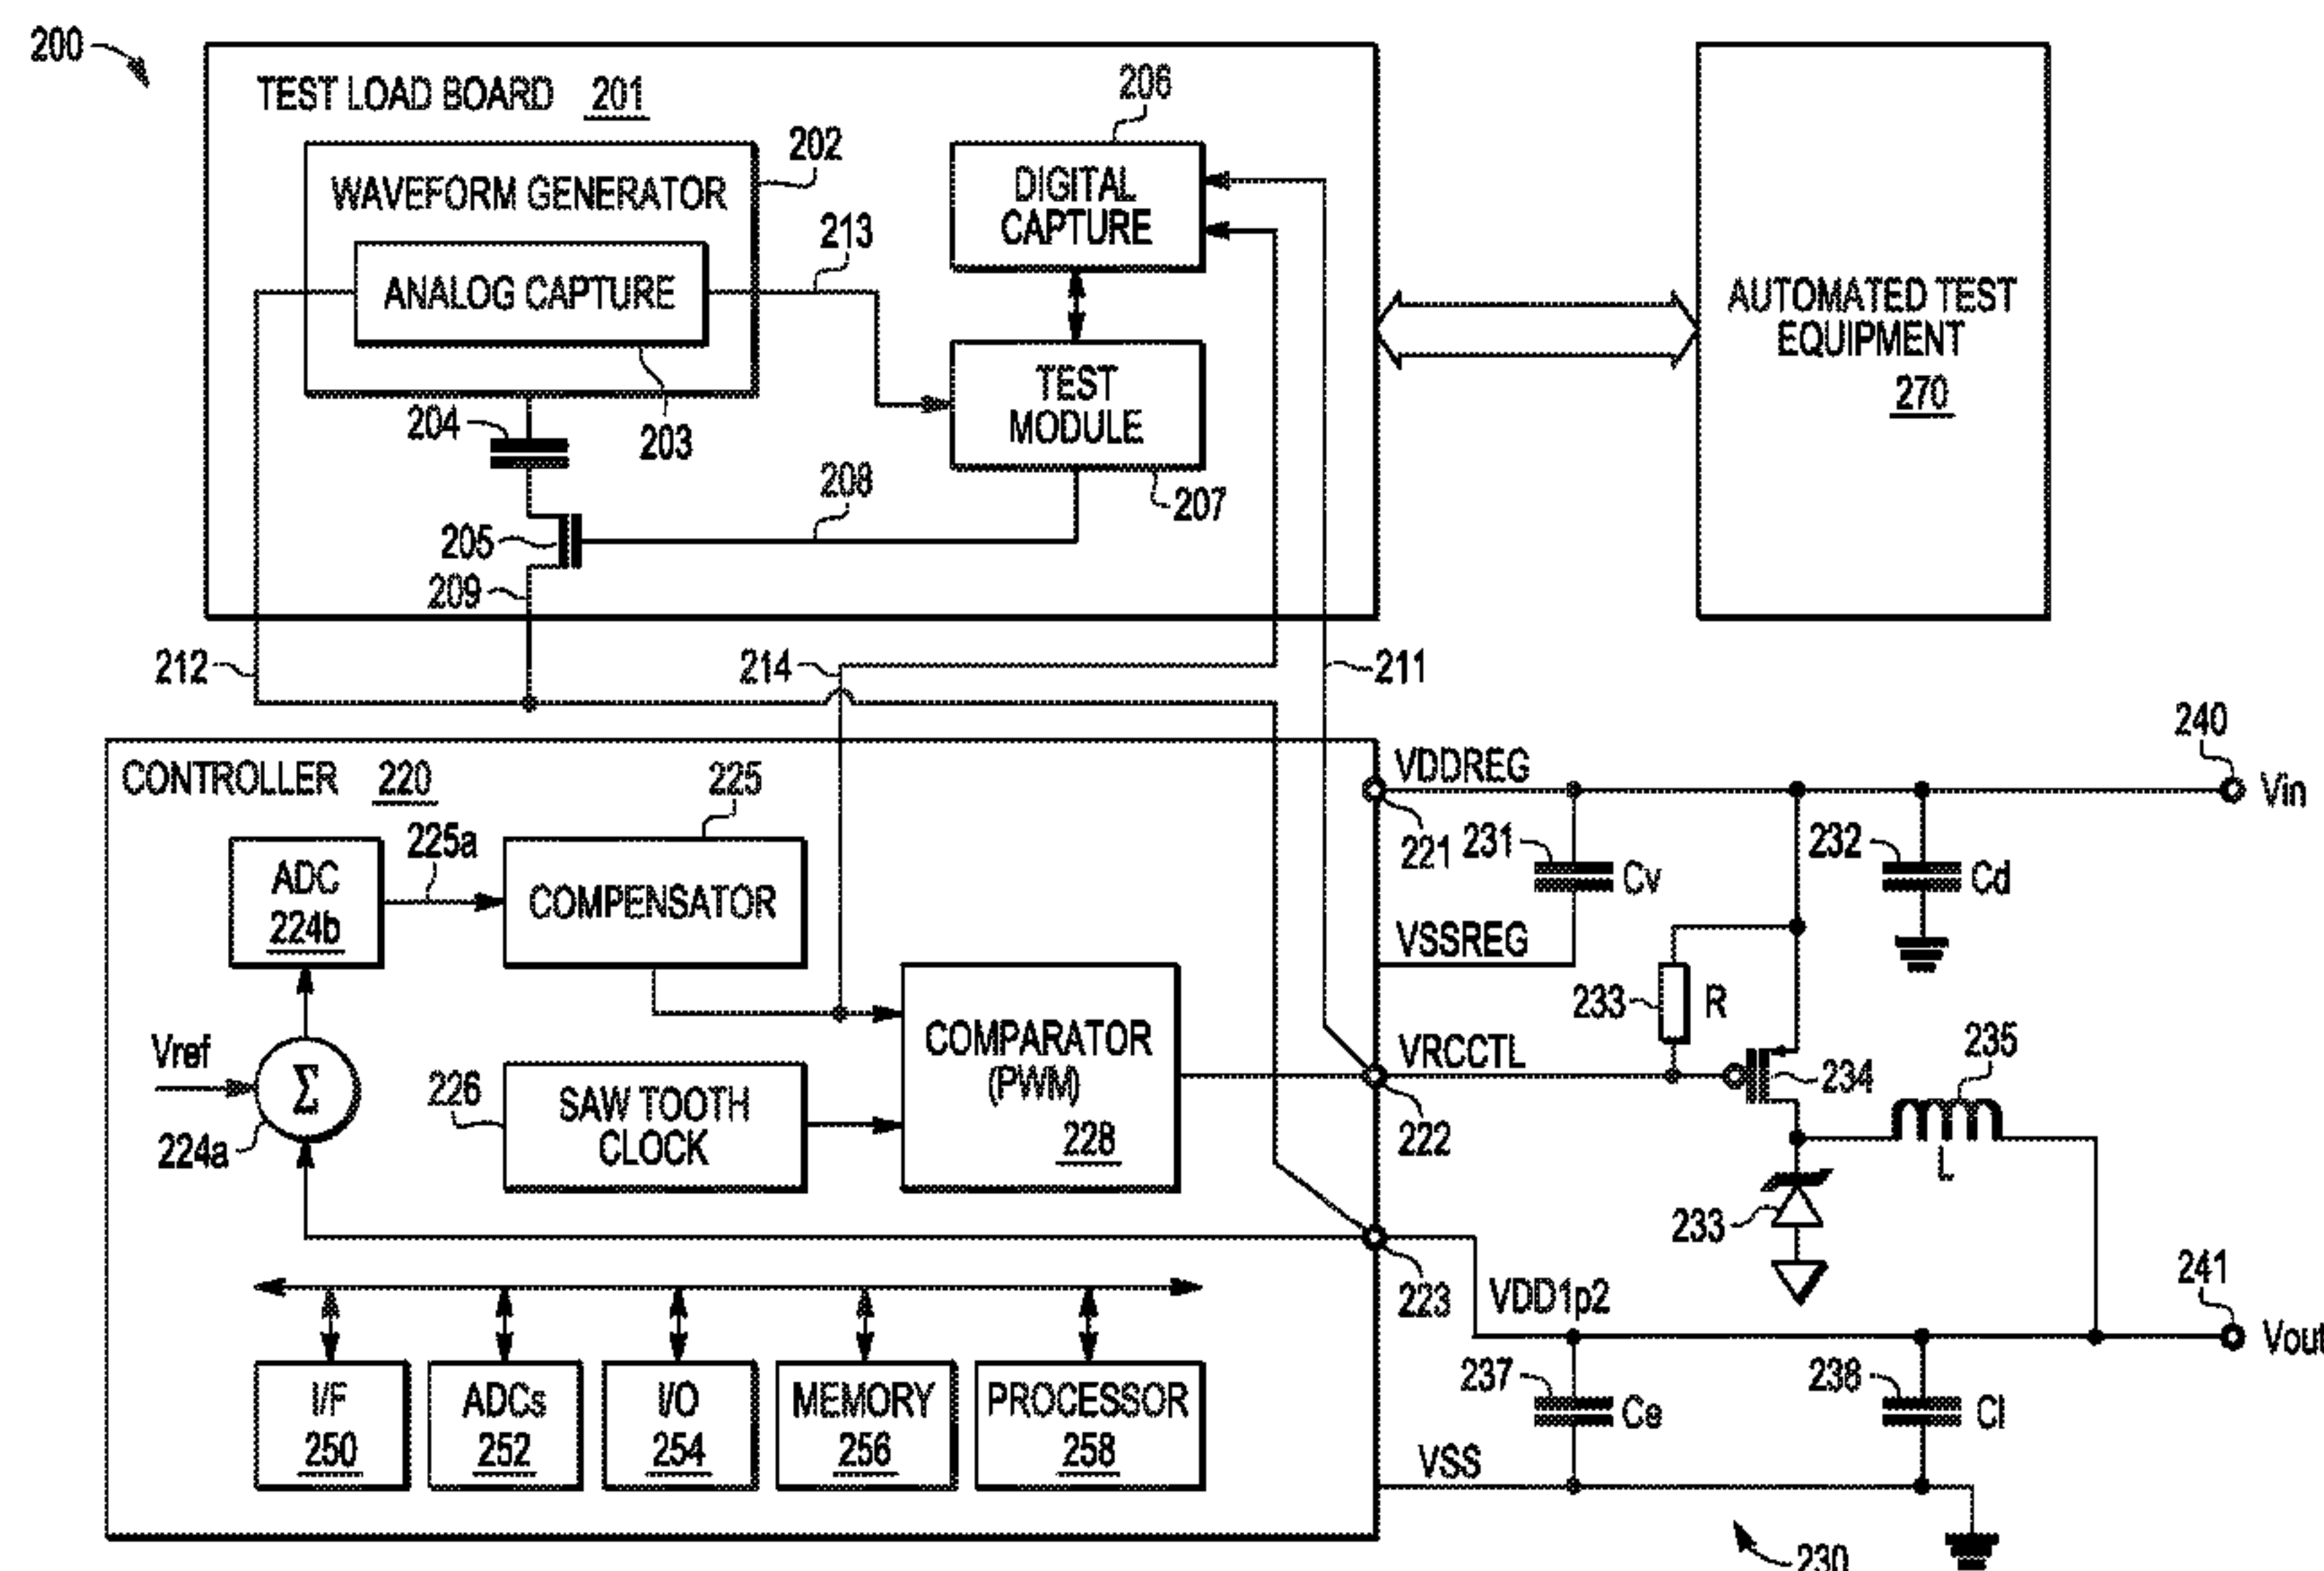 200
TEST LOAD BOARD 201
206
202
WAVEFORM GENERATOR
213
DIGITAL
CAPTURE
ANALOG CAPTURE
AUTOMATED TEST
EQUIPMENT
270
TEST
MODULE
204
203
208
207
205
209
212
214
211
240
CONTROLLER 220
225
VDDREG
Vin
225a
221
231
232
ADC
224b
COMPENSATOR
Cv
Cd
VSSREG
233
R
Vref
Σ
COMPARATOR
(PWM)
228
VRCCTL
235
226
SAW TOOTH
CLOCK
234
224a
222
L
233
223
VDD1p2
241
Vout
I/F
250
ADCs
252
I/O
254
MEMORY
256
PROCESSOR
258
237
Ce
238
Cl
VSS
230